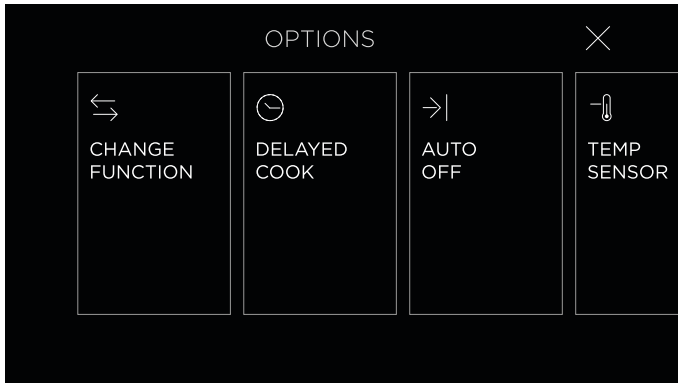 OPTIONS
CHANGE
FUNCTION
DELAYED
COOK
AUTO
OFF
TEMP
SENSOR